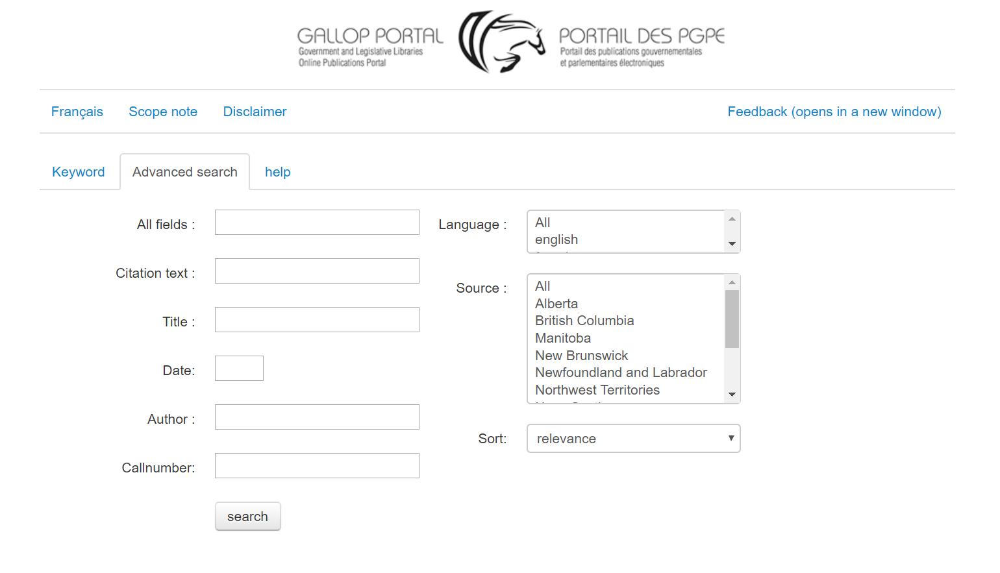 GALLOP PORTAL
Government and Legislative Libraries
Online Publications Portal
PORTAIL DES PGPE
Portail des publications gouvernementales
et parlementaires électroniques
Français Scope note Disclaimer Feedback (opens in a new window)
Keyword Advanced search help
All fields :
Citation text :
Title :
Date:
Author :
Callnumber:
search
Language :
All
english
Source :
All
Alberta
British Columbia
Manitoba
New Brunswick
Newfoundland and Labrador
Northwest Territories
Sort:
relevance